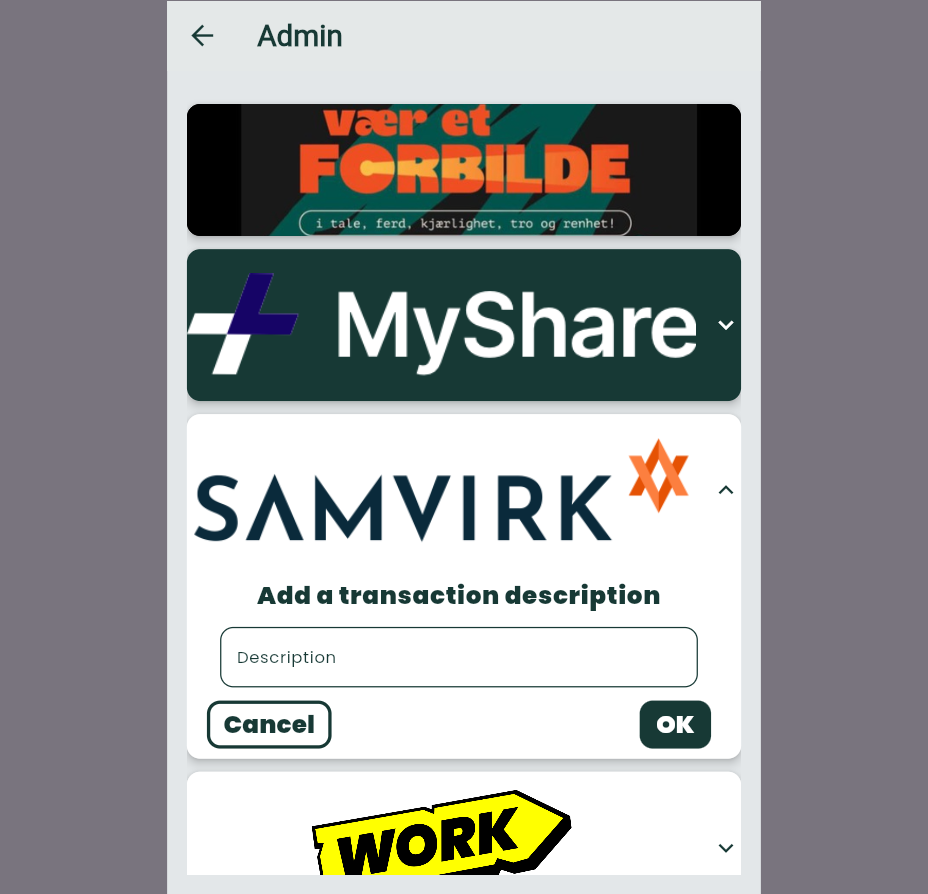 Admin
vær et
FORBILDE
i tale, ferd, kjærlighet, tro og renhet!
MyShare
SAMVIRK
Add a transaction description
Description
Cancel
OK
WORK